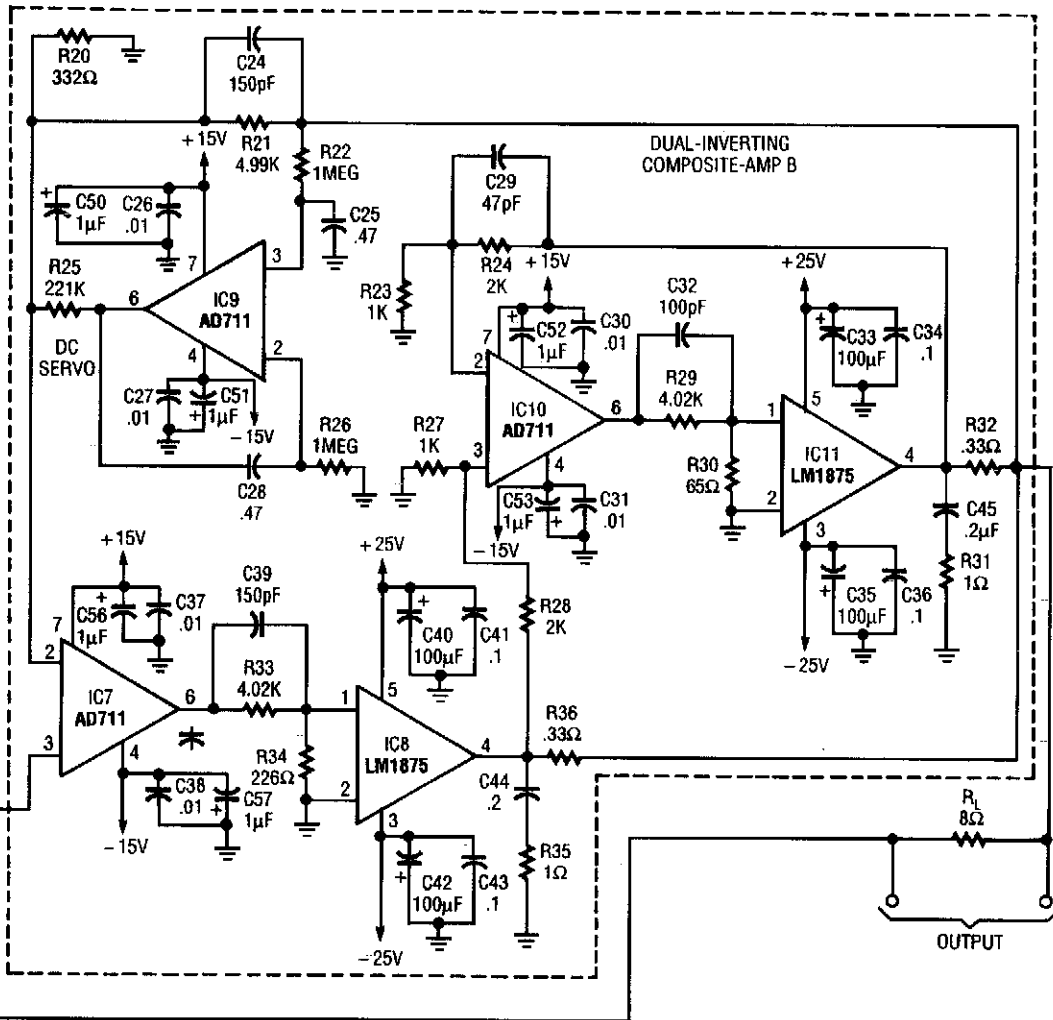 R20
332Ω
C24
150pF
R21
4.99K
+15V
R22
1MEG
C50
1µF
C26
.01
C25
.47
R25
221K
DC
SERVO
7
3
6
IC9
AD711
4
2
C27
.01
C51
1µF
−15V
R26
1MEG
C28
.47
DUAL-INVERTING
COMPOSITE-AMP B
C29
47pF
R24
2K
R23
1K
+15V
C52
1µF
C30
.01
7
2
IC10
AD711
6
3
4
R27
1K
C53
1µF
C31
.01
−15V
C32
100pF
R29
4.02K
R30
65Ω
+25V
C33
100µF
C34
.1
5
1
IC11
LM1875
4
2
3
R32
.33Ω
C45
.2µF
R31
1Ω
C35
100µF
C36
.1
−25V
+15V
C56
1µF
C37
.01
7
2
IC7
AD711
6
3
4
C38
.01
C57
1µF
−15V
C39
150pF
R33
4.02K
R34
226Ω
+25V
C40
100µF
C41
.1
R28
2K
5
1
IC8
LM1875
4
2
3
R36
.33Ω
C44
.2
R35
1Ω
C42
100µF
C43
.1
−25V
RL
8Ω
OUTPUT